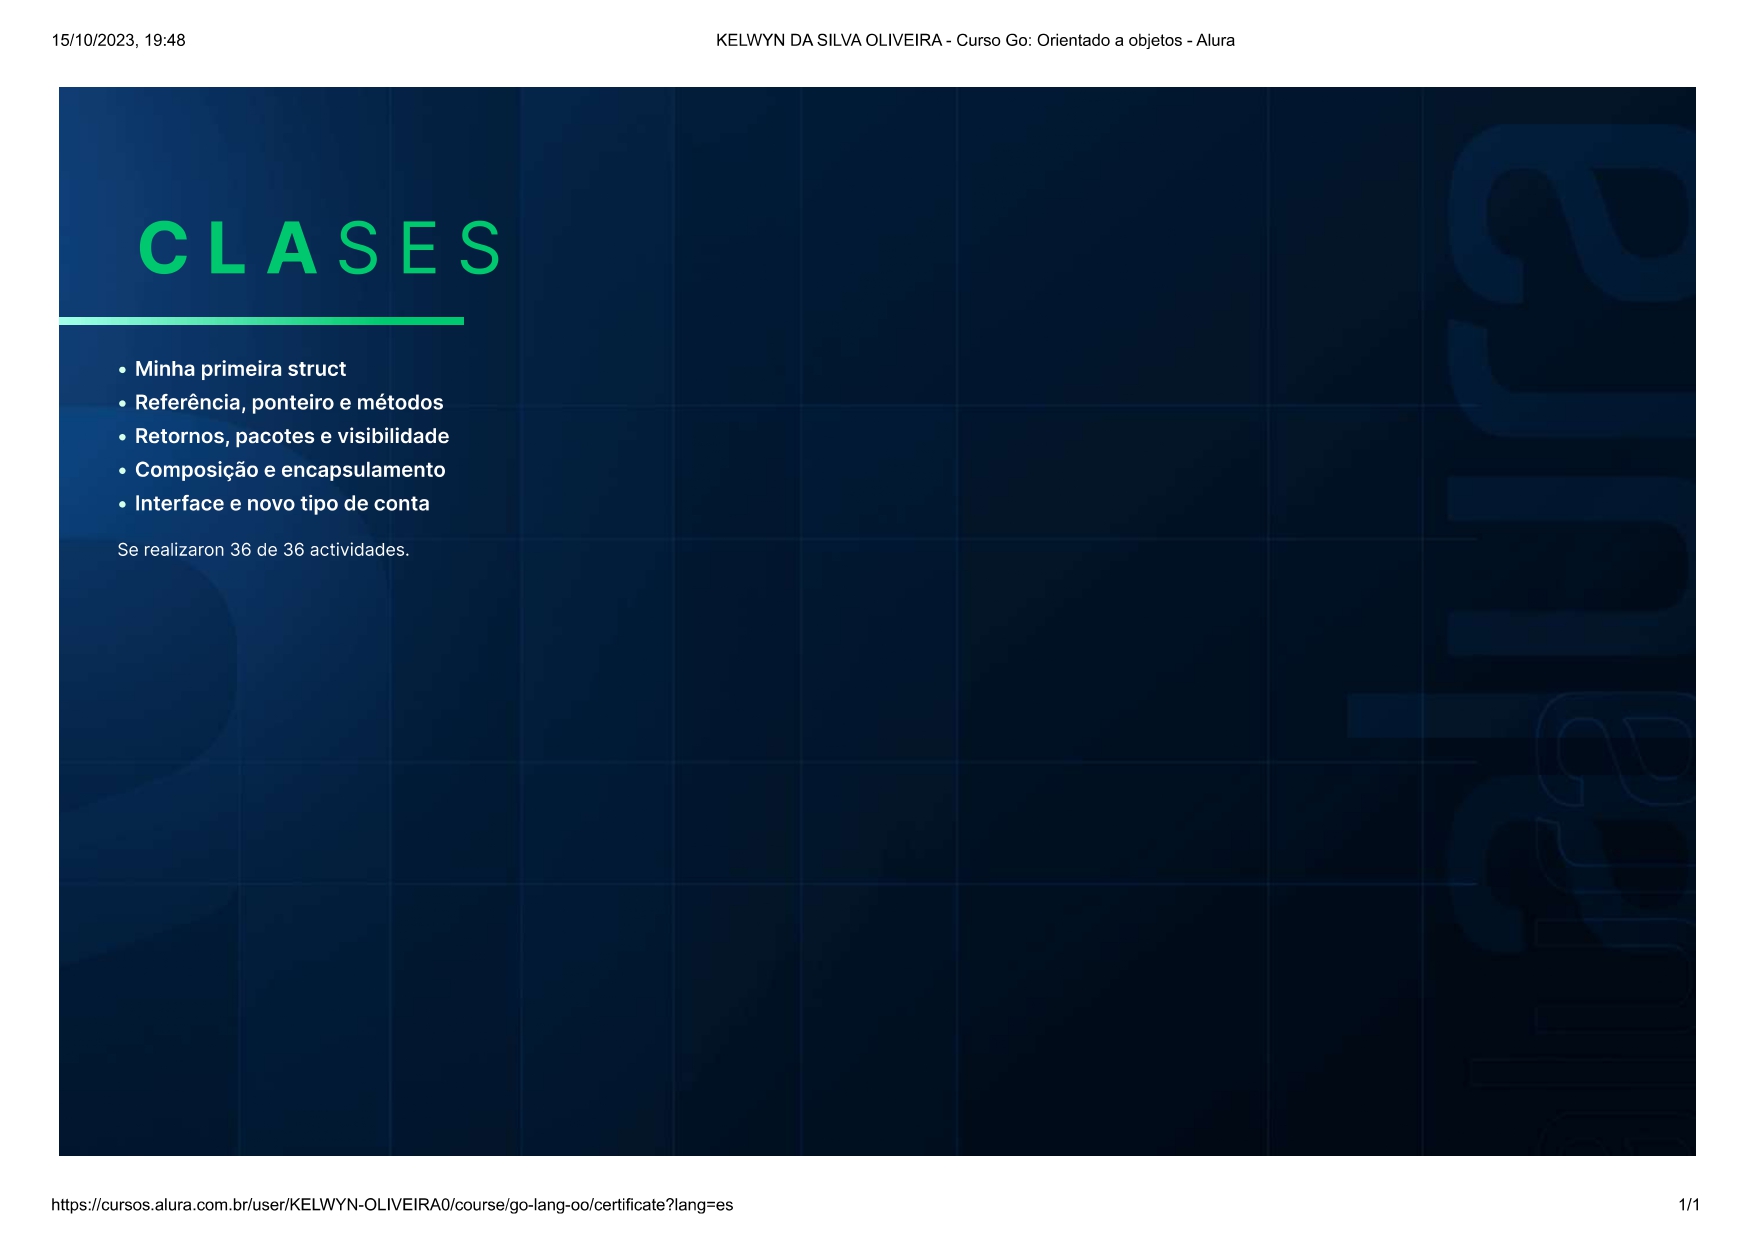 15/10/2023, 19:48
KELWYN DA SILVA OLIVEIRA - Curso Go: Orientado a objetos - Alura
CLASES
• Minha primeira struct
• Referência, ponteiro e métodos
• Retornos, pacotes e visibilidade
• Composição e encapsulamento
• Interface e novo tipo de conta
Se realizaron 36 de 36 actividades.
alura
alura
https://cursos.alura.com.br/user/KELWYN-OLIVEIRA0/course/go-lang-oo/certificate?lang=es
1/1